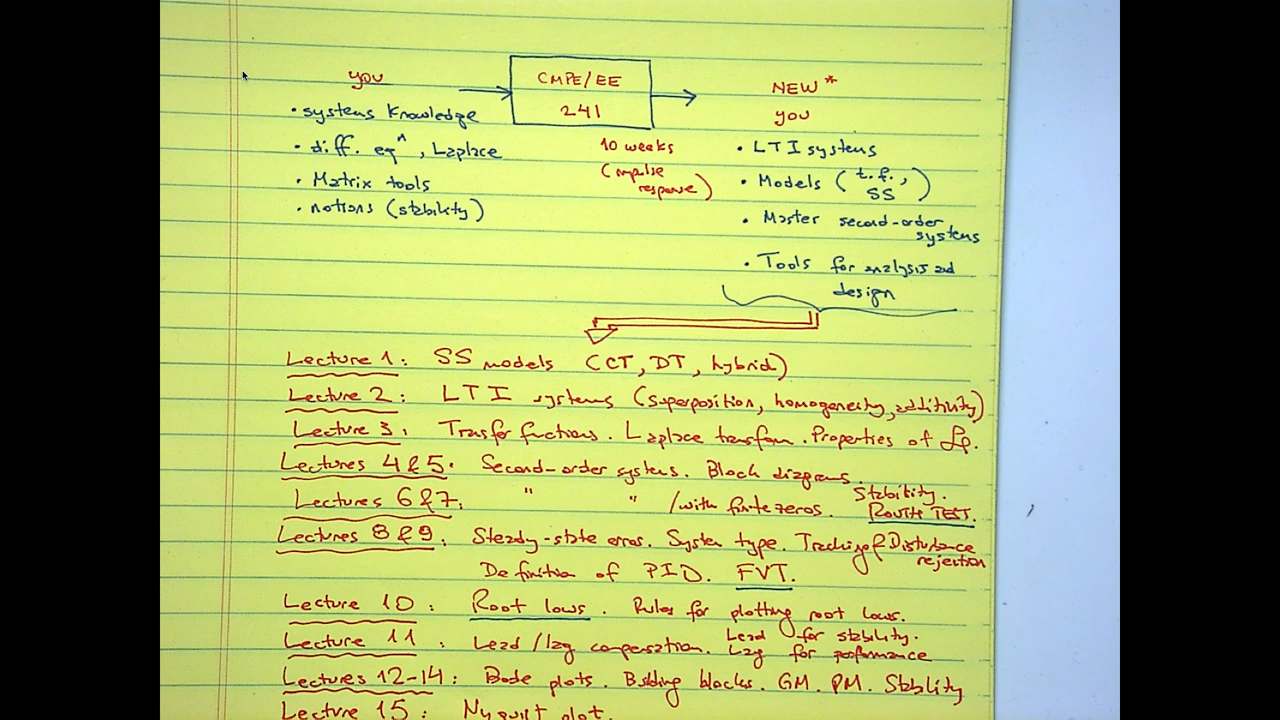 you
CMPE/EE
241
NEW*
you
• systems Knowledge
• diff. eqn, Laplace
• Matrix tools
• notions (stability)
10 weeks
(impulse
response)
• LTI systems
• Models (t.f.,
SS)
• Master second-order
systems
• Tools for analysis and
design
Lecture 1: SS models (CT, DT, hybrid)
Lecture 2: LTI systems (superposition, homogeneity, additivity)
Lecture 3: Transfer functions. Laplace transform. Properties of
Lectures 4&5. Second-order systems. Block diagrams.
Lectures 6&7: " " /with finite zeros. Stability.
ROUTH TEST.
Lectures 8&9: Steady-state error. System type. Tracking & Disturbance
rejection
Definition of PID. FVT.
Lecture 10: Root locus. Rules for plotting root locus.
Lecture 11: Lead/lag compensation. Lead for stability.
Lag for performance
Lectures 12-14: Bode plots. Building blocks. GM. PM. Stability
Lecture 15: Nyquist plot.